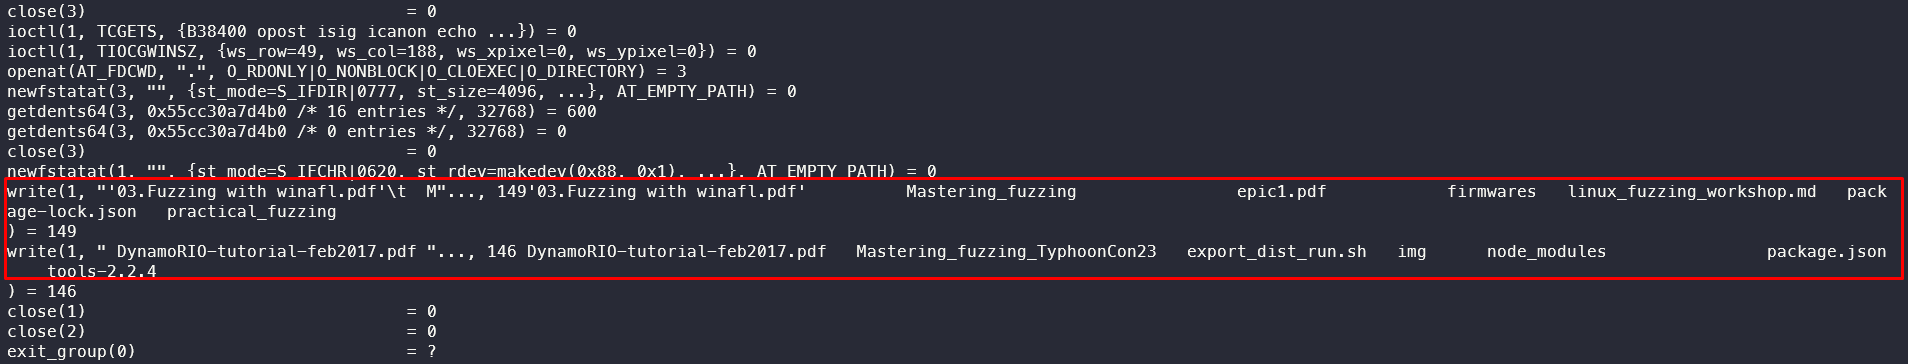 close(3)                                = 0
ioctl(1, TCGETS, {B38400 opost isig icanon echo ...}) = 0
ioctl(1, TIOCGWINSZ, {ws_row=49, ws_col=188, ws_xpixel=0, ws_ypixel=0}) = 0
openat(AT_FDCWD, ".", O_RDONLY|O_NONBLOCK|O_CLOEXEC|O_DIRECTORY) = 3
newfstatat(3, "", {st_mode=S_IFDIR|0777, st_size=4096, ...}, AT_EMPTY_PATH) = 0
getdents64(3, 0x55cc30a7d4b0 /* 16 entries */, 32768) = 600
getdents64(3, 0x55cc30a7d4b0 /* 0 entries */, 32768) = 0
close(3)                                = 0
newfstatat(1, "", {st_mode=S_IFCHR|0620, st_rdev=makedev(0x88, 0x1), ...}, AT_EMPTY_PATH) = 0
write(1, "'03.Fuzzing with winafl.pdf'\t  M"..., 149'03.Fuzzing with winafl.pdf'          Mastering_fuzzing                epic1.pdf            firmwares   linux_fuzzing_workshop.md   pack
age-lock.json   practical_fuzzing
) = 149
write(1, " DynamoRIO-tutorial-feb2017.pdf "..., 146 DynamoRIO-tutorial-feb2017.pdf   Mastering_fuzzing_TyphoonCon23   export_dist_run.sh   img      node_modules                package.json
    tools-2.2.4
) = 146
close(1)                                = 0
close(2)                                = 0
exit_group(0)                           = ?